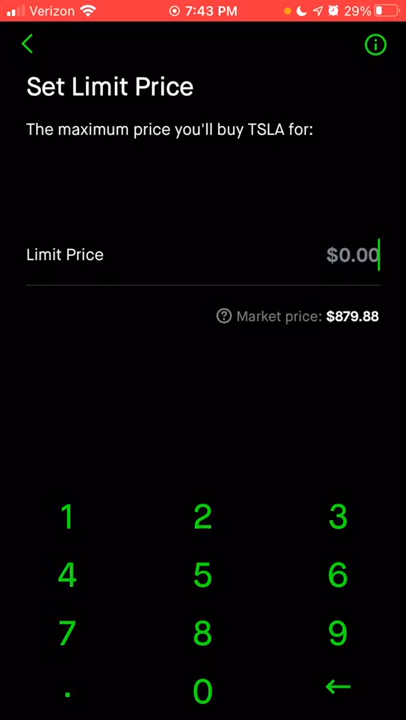 Verizon 7:43 PM 29%
Set Limit Price
The maximum price you'll buy TSLA for:
Limit Price $0.00
Market price: $879.88
1 2 3
4 5 6
7 8 9
. 0